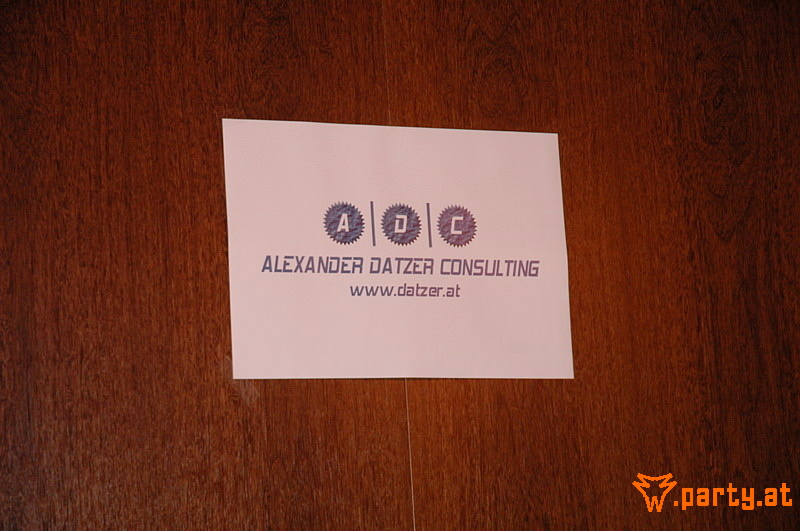 A | D | C
ALEXANDER DATZER CONSULTING
www.datzer.at
w.party.at